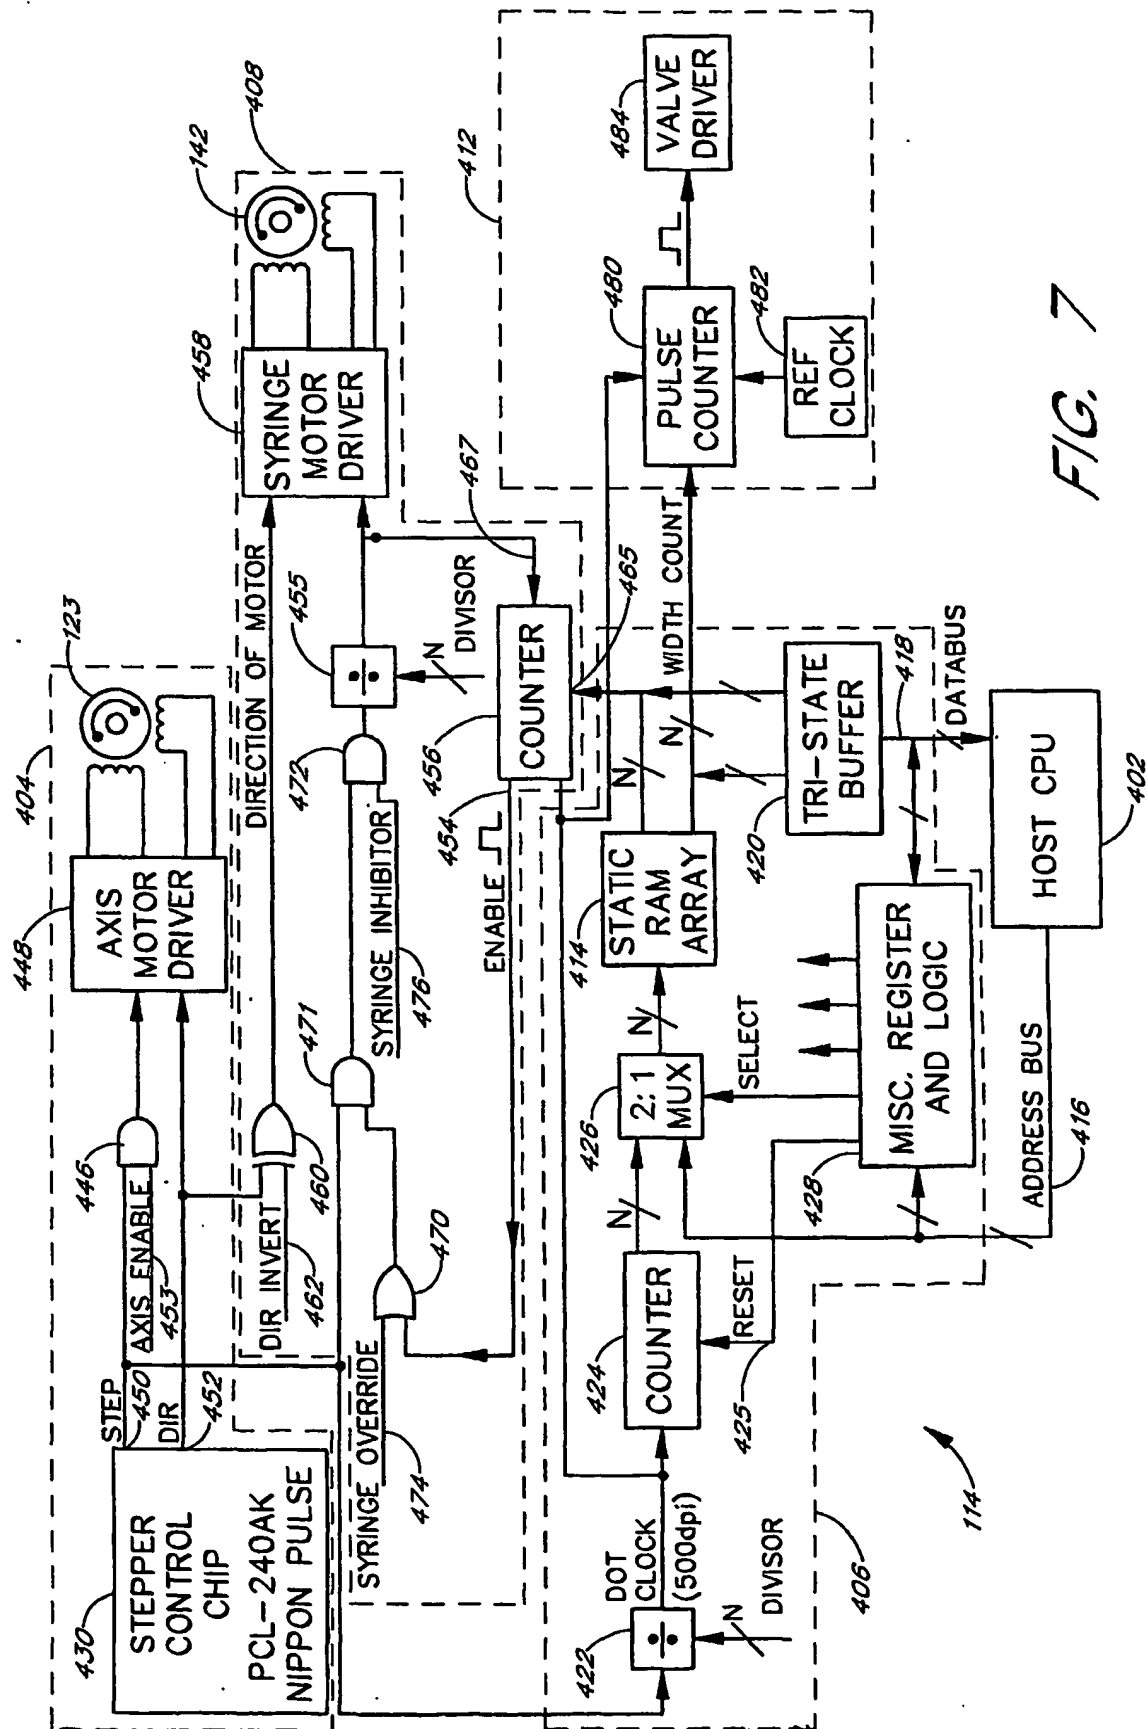 404
123
448
AXIS
MOTOR
DRIVER
446
STEP
450
AXIS ENABLE
453
DIR
452
430
STEPPER
CONTROL
CHIP
PCL-240AK
NIPPON PULSE
408
142
458
SYRINGE
MOTOR
DRIVER
DIRECTION OF MOTOR
460
DIR INVERT
462
455
N
DIVISOR
472
471
SYRINGE INHIBITOR
476
470
SYRINGE OVERRIDE
474
467
456
COUNTER
454
ENABLE
465
412
484
VALVE
DRIVER
480
PULSE
COUNTER
482
REF
CLOCK
WIDTH COUNT
N
N
414
STATIC
RAM
ARRAY
420
TRI-STATE
BUFFER
418
DATABUS
N
426
2:1
MUX
SELECT
N
424
COUNTER
RESET
425
428
MISC. REGISTER
AND LOGIC
HOST CPU
402
ADDRESS BUS
416
DOT
CLOCK
(500dpi)
422
N
DIVISOR
406
114
FIG. 7